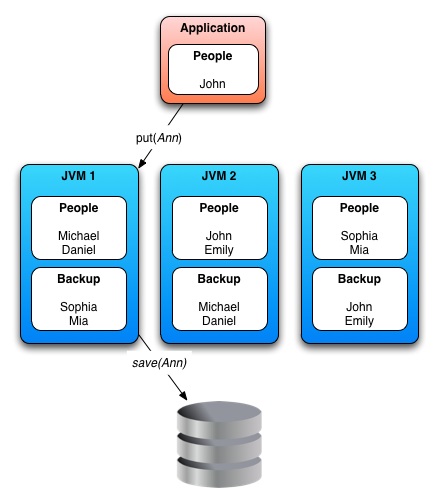 Application
People
John
put(Ann)
JVM 1
People
Michael
Daniel
Backup
Sophia
Mia
JVM 2
People
John
Emily
Backup
Michael
Daniel
JVM 3
People
Sophia
Mia
Backup
John
Emily
save(Ann)